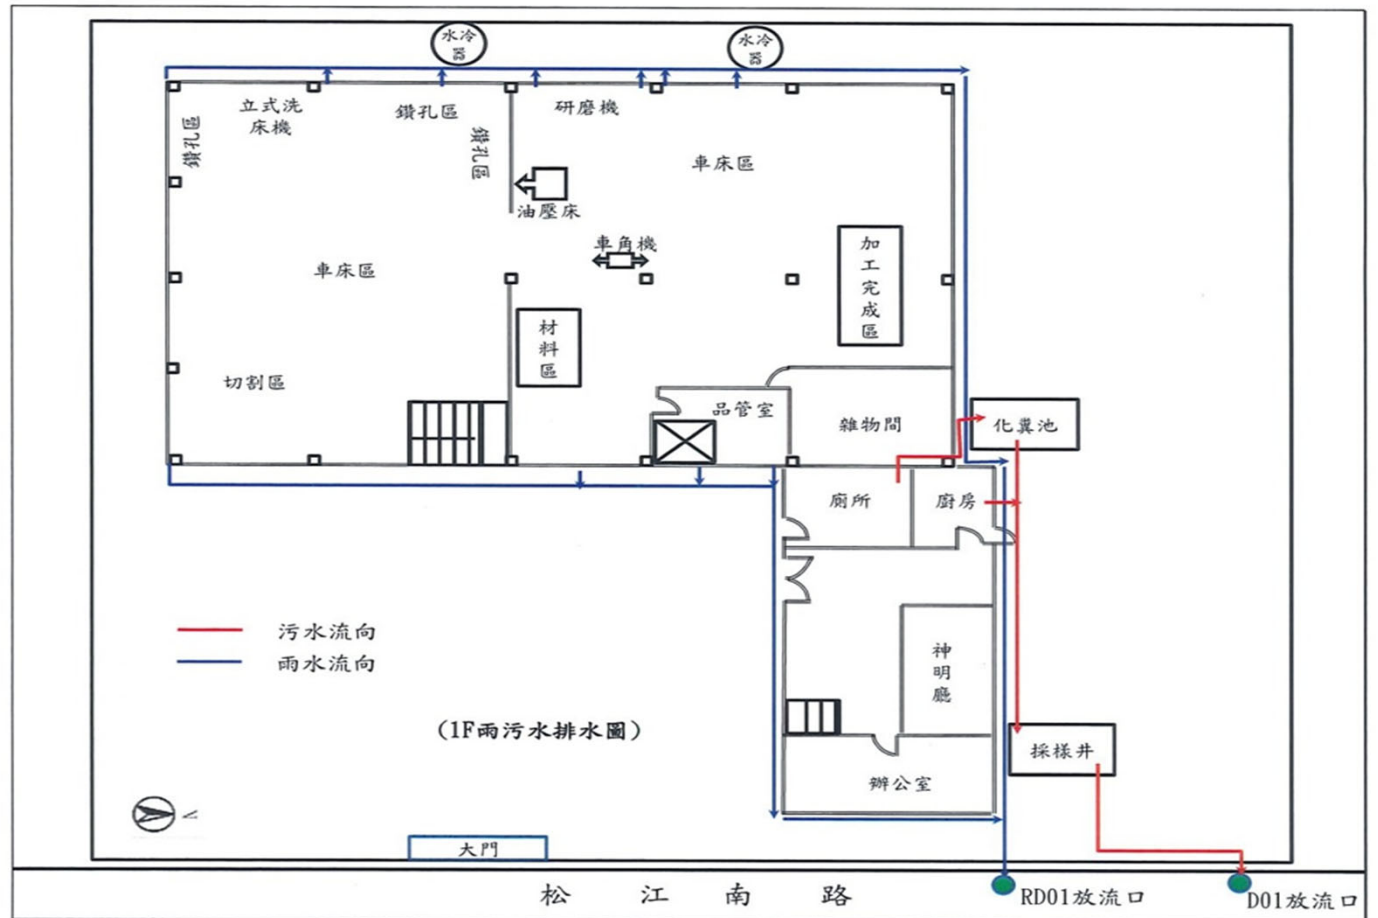 水冷
器
水冷
器
立式洗
床機
鑽孔區
研磨機
鑽孔區
鑽孔區
車床區
油壓床
車角機
加
工
完
成
區
車床區
材
料
區
切割區
品管室
雜物間
化糞池
廁所
廚房
污水流向
雨水流向
神
明
廳
(1F雨污水排水圖)
採樣井
辦公室
大門
松江南路
RD01放流口
D01放流口